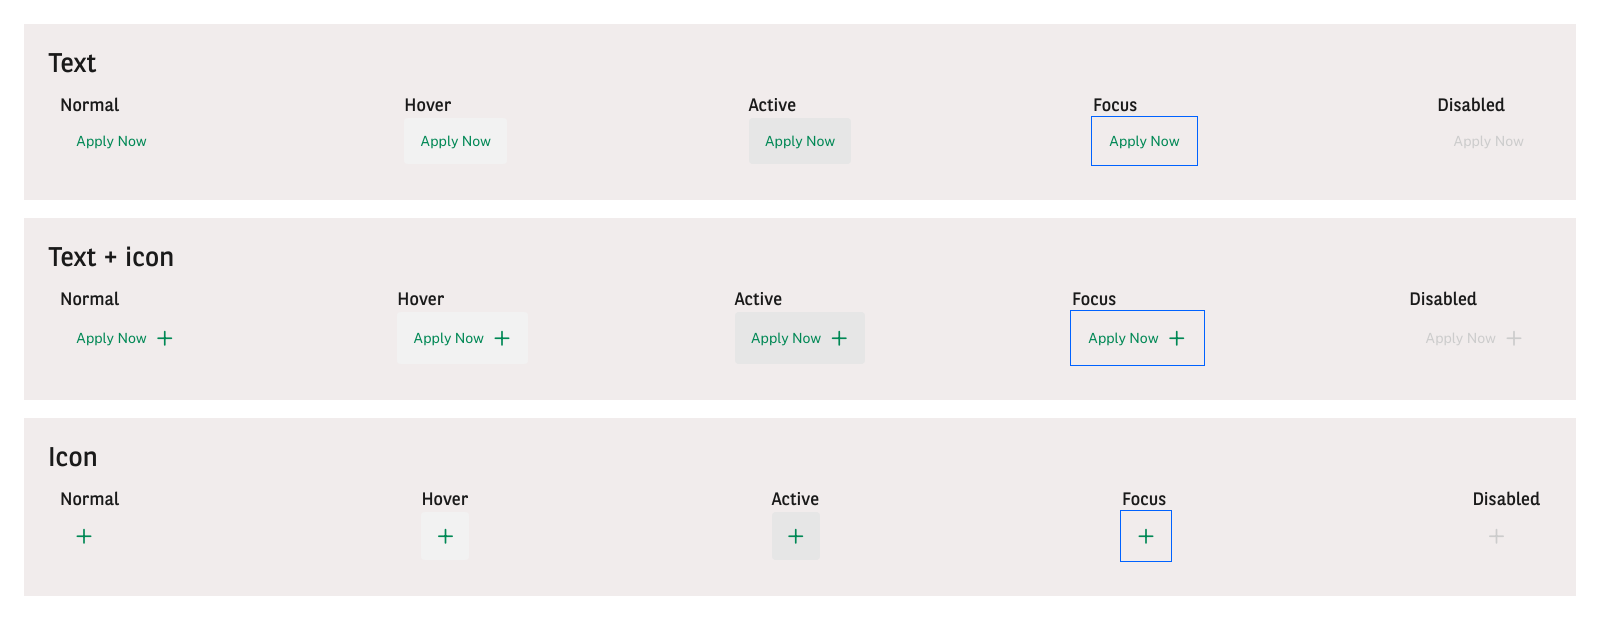 Text
Normal Hover Active Focus Disabled
Apply Now Apply Now Apply Now Apply Now Apply Now
Text + icon
Normal Hover Active Focus Disabled
Apply Now Apply Now Apply Now Apply Now Apply Now
Icon
Normal Hover Active Focus Disabled